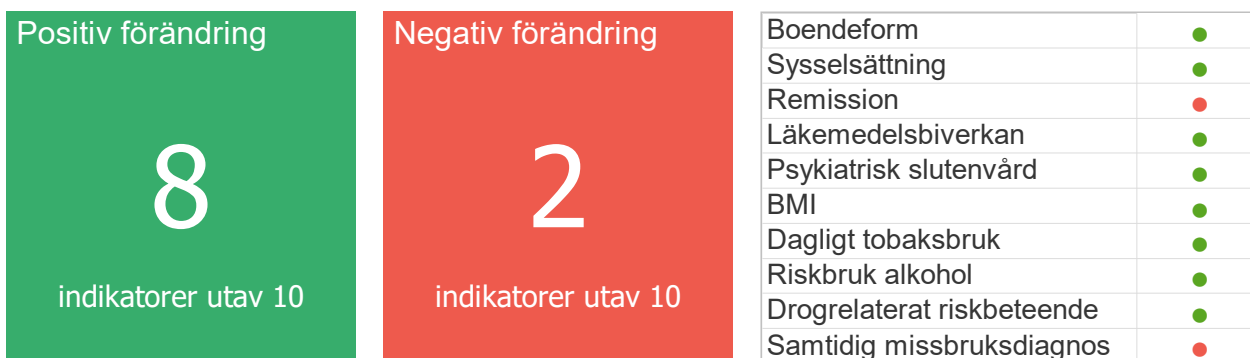 Positiv förändring
8
indikatorer utav 10
Negativ förändring
2
indikatorer utav 10
Boendeform
Sysselsättning
Remission
Läkemedelsbiverkan
Psykiatrisk slutenvård
BMI
Dagligt tobaksbruk
Riskbruk alkohol
Drogrelaterat riskbeteende
Samtidig missbruksdiagnos